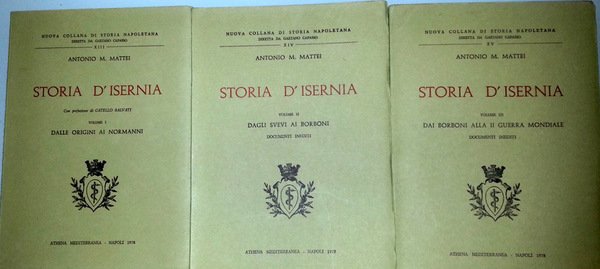 NUOVA COLLANA DI STORIA NAPOLETANA
DIRETTA DA GAETANO CAPASSO
XIII
ANTONIO M. MATTEI
STORIA D'ISERNIA
Con prefazione di CATELLO SALVATI
VOLUME I
DALLE ORIGINI AI NORMANNI
ATHENA MEDITERRANEA - NAPOLI 1978
NUOVA COLLANA DI STORIA NAPOLETANA
DIRETTA DA GAETANO CAPASSO
XIV
ANTONIO M. MATTEI
STORIA D'ISERNIA
VOLUME II
DAGLI SVEVI AI BORBONI
DOCUMENTI INEDITI
ATHENA MEDITERRANEA - NAPOLI 1978
NUOVA COLLANA DI STORIA NAPOLETANA
DIRETTA DA GAETANO CAPASSO
XV
ANTONIO M. MATTEI
STORIA D'ISERNIA
VOLUME III
DAI BORBONI ALLA II GUERRA MONDIALE
DOCUMENTI INEDITI
ATHENA MEDITERRANEA - NAPOLI 1978